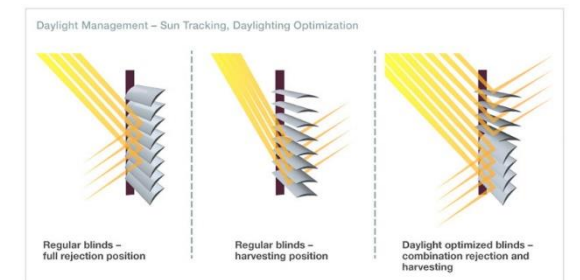 Daylight Management – Sun Tracking, Daylighting Optimization
Regular blinds –
full rejection position
Regular blinds –
harvesting position
Daylight optimized blinds –
combination rejection and
harvesting